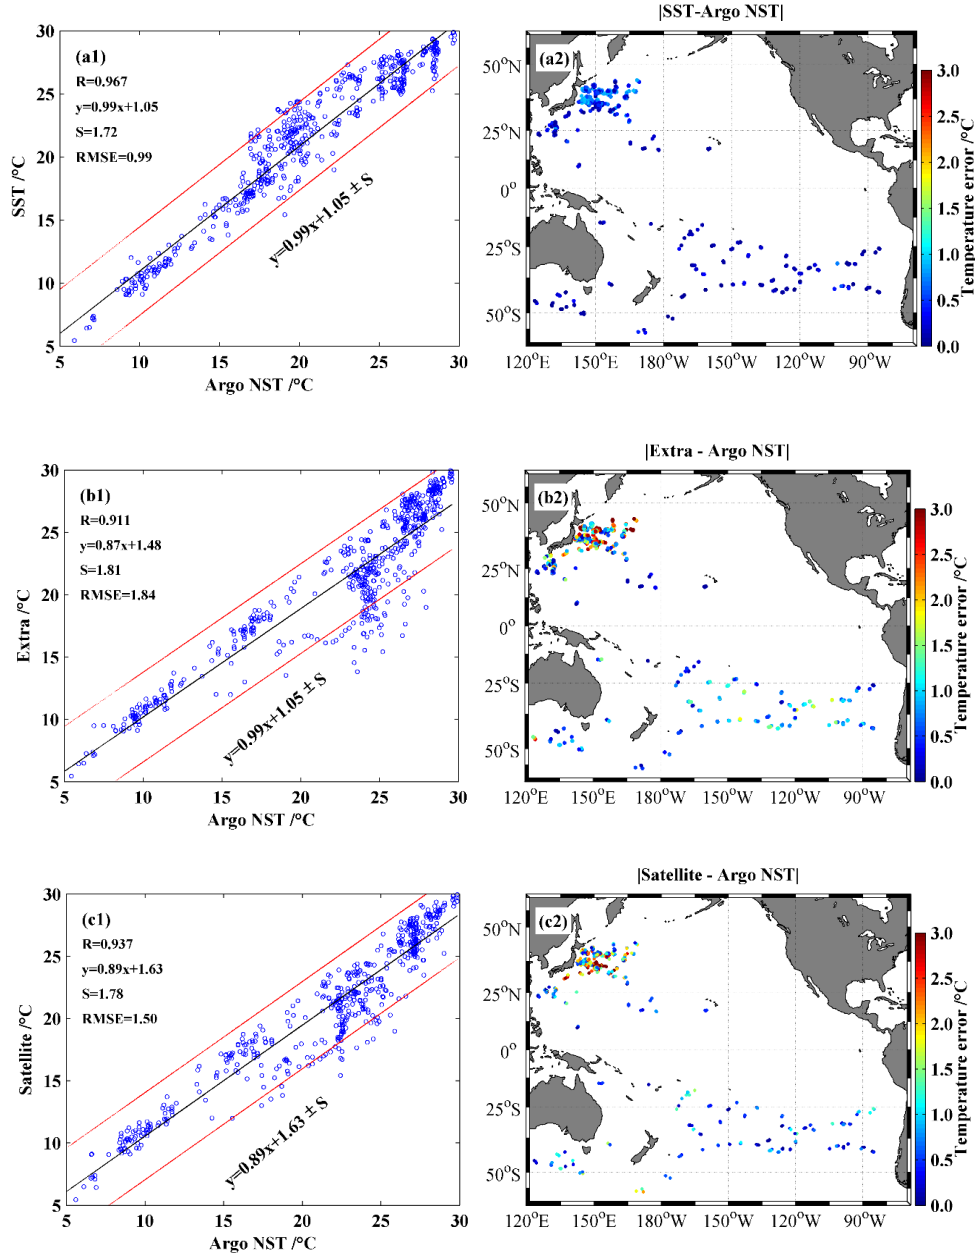 |SST-Argo NST|
(a1)
R=0.967
y=0.99x+1.05
S=1.72
RMSE=0.99
y=0.99x+1.05 ± S
30
25
20
15
10
5
SST /°C
5 10 15 20 25 30
Argo NST /°C
(a2)
50°N
25°N
0°
25°S
50°S
120°E 150°E 180°W 150°W 120°W 90°W
3.0
2.5
2.0
1.5
1.0
0.5
0.0
Temperature error /°C
|Extra - Argo NST|
(b1)
R=0.911
y=0.87x+1.48
S=1.81
RMSE=1.84
y=0.99x+1.05 ± S
30
25
20
15
10
5
Extra /°C
5 10 15 20 25 30
Argo NST /°C
(b2)
50°N
25°N
0°
25°S
50°S
120°E 150°E 180°W 150°W 120°W 90°W
3.0
2.5
2.0
1.5
1.0
0.5
0.0
Temperature error /°C
|Satellite - Argo NST|
(c1)
R=0.937
y=0.89x+1.63
S=1.78
RMSE=1.50
y=0.89x+1.63 ± S
30
25
20
15
10
5
Satellite /°C
5 10 15 20 25 30
Argo NST /°C
(c2)
50°N
25°N
0°
25°S
50°S
120°E 150°E 180°W 150°W 120°W 90°W
3.0
2.5
2.0
1.5
1.0
0.5
0.0
Temperature error /°C